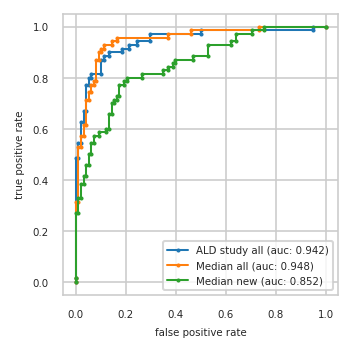 1.0
0.8
0.6
0.4
0.2
0.0
true positive rate
ALD study all (auc: 0.942)
Median all (auc: 0.948)
Median new (auc: 0.852)
0.0 0.2 0.4 0.6 0.8 1.0
false positive rate